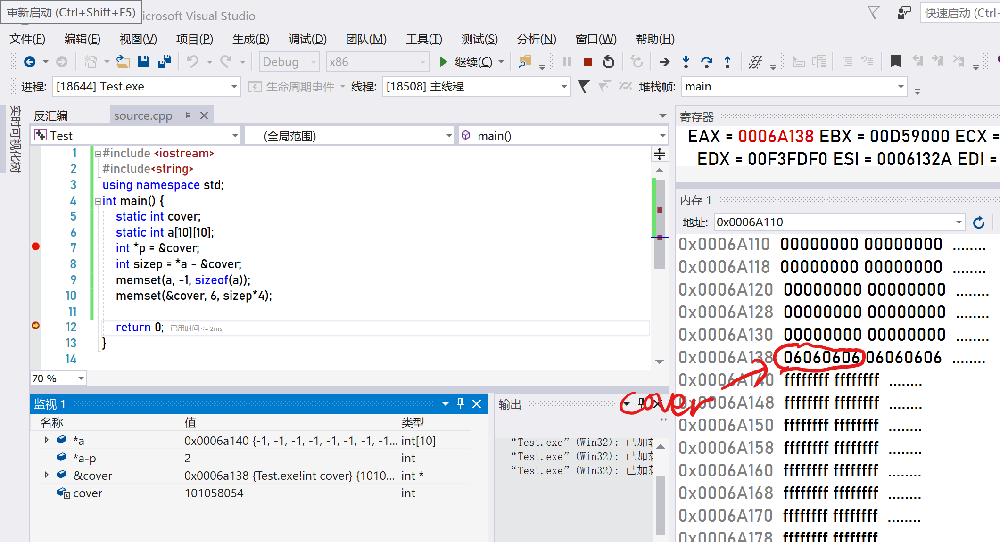 重新启动 (Ctrl+Shift+F5)
icrosoft Visual Studio
快速启动 (Ctrl+
文件(F) 编辑(E) 视图(V) 项目(P) 生成(B) 调试(D) 团队(M) 工具(T) 测试(S) 分析(N) 窗口(W) 帮助(H)
Debug x86 继续(C)
进程: [18644] Test.exe 生命周期事件 线程: [18508] 主线程 堆栈帧: main
实时可视化树
反汇编 source.cpp
Test (全局范围) main()
1 #include <iostream>
2 #include<string>
3 using namespace std;
4 int main() {
5 static int cover;
6 static int a[10][10];
7 int *p = &cover;
8 int sizep = *a - &cover;
9 memset(a, -1, sizeof(a));
10 memset(&cover, 6, sizep*4);
11
12 return 0; 已用时间 <= 2ms
13 }
14
70 %
监视 1
名称 值 类型
*a 0x0006a140 {-1, -1, -1, -1, -1, -1, -1, -1... int[10]
*a-p 2 int
&cover 0x0006a138 {Test.exe!int cover} {1010... int *
cover 101058054 int
输出
“Test.exe” (Win32): 已加载
“Test.exe” (Win32): 已加载
“Test.exe” (Win32): 已加载
Cover
寄存器
EAX = 0006A138 EBX = 00D59000 ECX =
EDX = 00F3FDF0 ESI = 0006132A EDI =
内存 1
地址: 0x0006A110
0x0006A110 00000000 00000000 ........
0x0006A118 00000000 00000000 ........
0x0006A120 00000000 00000000 ........
0x0006A128 00000000 00000000 ........
0x0006A130 00000000 00000000 ........
0x0006A138 06060606 06060606 ........
0x0006A140 ffffffff ffffffff ........
0x0006A148 ffffffff ffffffff ........
0x0006A150 ffffffff ffffffff ........
0x0006A158 ffffffff ffffffff ........
0x0006A160 ffffffff ffffffff ........
0x0006A168 ffffffff ffffffff ........
0x0006A170 ffffffff ffffffff ........
0x0006A178 ffffffff ffffffff